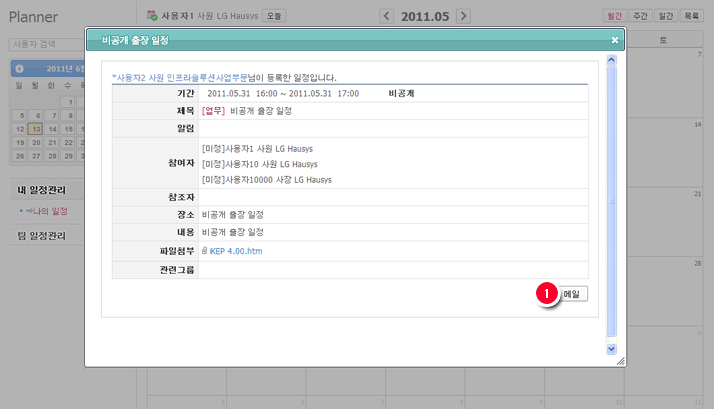 Planner
사용자1 사원 LG Hausys 오늘
2011.05
월간 주간 일간 목록
사용자 검색
비공개 출장 일정
토
2011년 6
일 월 화 수
1
5 6 7 8
12 13 14 15
19 20 21 22
26 27 28 29
내 일정관리
나의 일정
팀 일정관리
*사용자2 사원 인프라솔루션사업부문님이 등록한 일정입니다.
기간 2011.05.31 16:00 ~ 2011.05.31 17:00 비공개
제목 [업무] 비공개 출장 일정
알림
참여자
[미정]사용자1 사원 LG Hausys
[미정]사용자10 사원 LG Hausys
[미정]사용자10000 사장 LG Hausys
참조자
장소 비공개 출장 일정
내용 비공개 출장 일정
파일첨부 iKEP 4.00.htm
관련그룹
1 메일
7
14
21
28